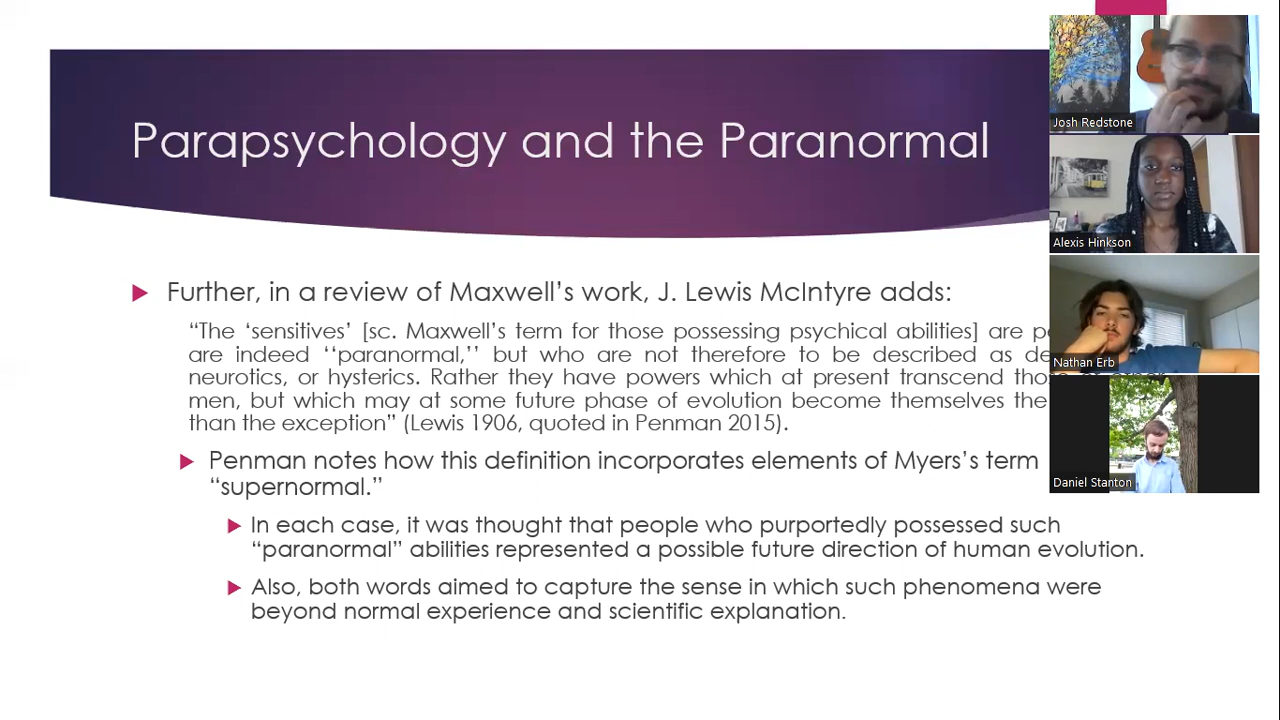 Parapsychology and the Paranormal
Further, in a review of Maxwell’s work, J. Lewis McIntyre adds:
“The ‘sensitives’ [sc. Maxwell’s term for those possessing psychical abilities] are
are indeed ‘‘paranormal,’’ but who are not therefore to be described as
neurotics, or hysterics. Rather they have powers which at present transcend
men, but which may at some future phase of evolution become themselves the
than the exception” (Lewis 1906, quoted in Penman 2015).
Penman notes how this definition incorporates elements of Myers’s term
“supernormal.”
In each case, it was thought that people who purportedly possessed such
“paranormal” abilities represented a possible future direction of human evolution.
Also, both words aimed to capture the sense in which such phenomena were
beyond normal experience and scientific explanation.
Josh Redstone
Alexis Hinkson
Nathan Erb
Daniel Stanton